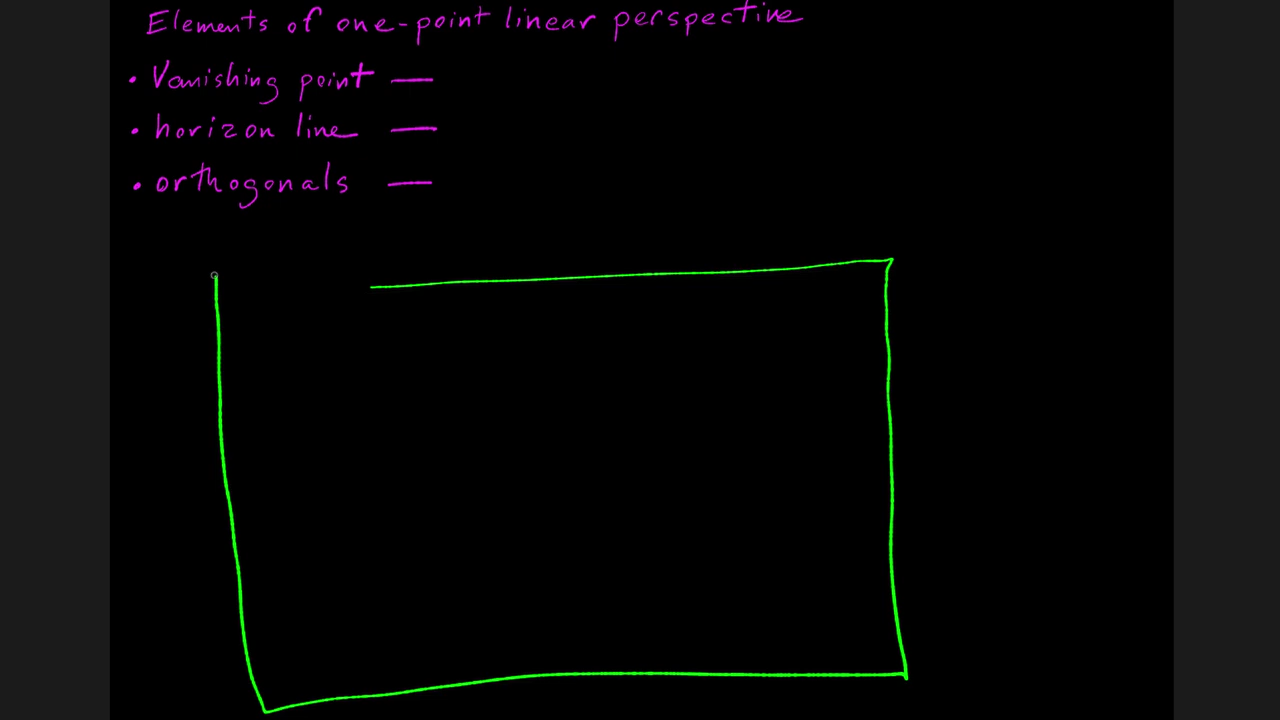 Elements of one-point linear perspective
• Vanishing point —
• horizon line —
• orthogonals —